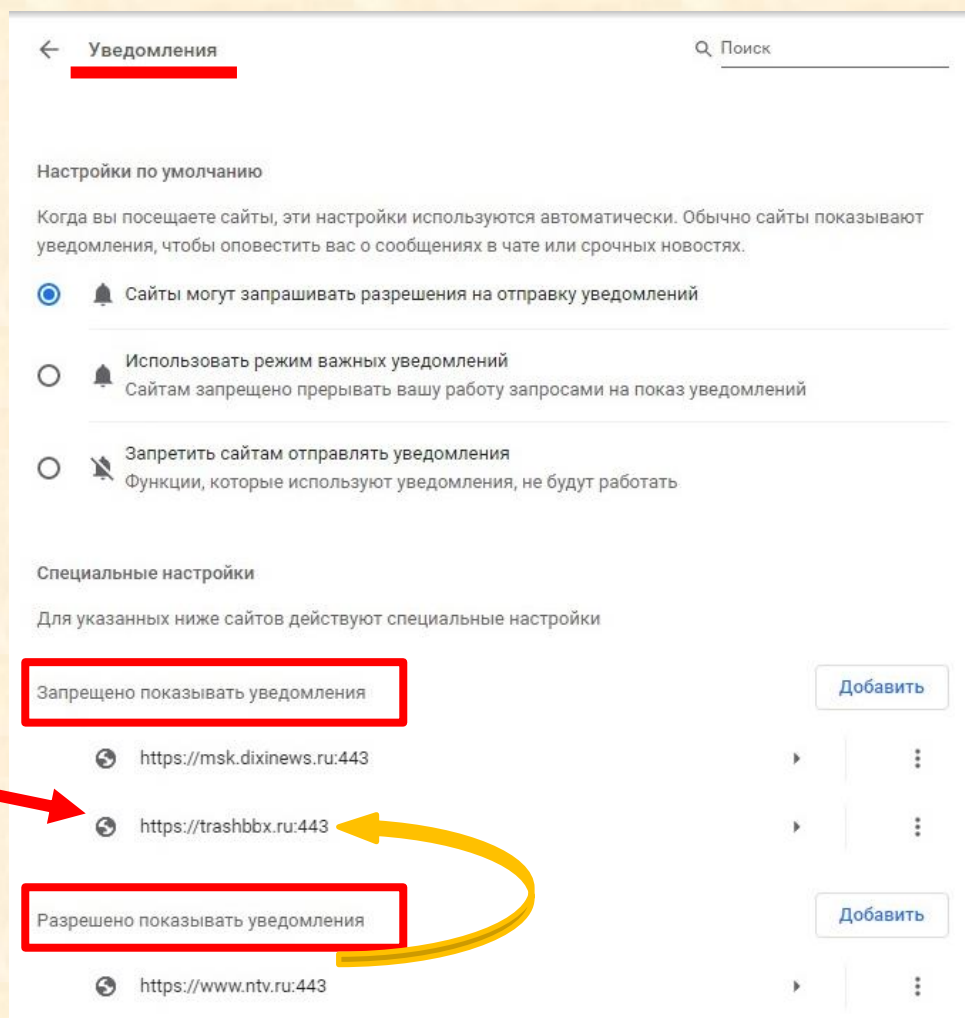 Уведомления
Поиск
Настройки по умолчанию
Когда вы посещаете сайты, эти настройки используются автоматически. Обычно сайты показывают
уведомления, чтобы оповестить вас о сообщениях в чате или срочных новостях.
Сайты могут запрашивать разрешения на отправку уведомлений
Использовать режим важных уведомлений
Сайтам запрещено прерывать вашу работу запросами на показ уведомлений
Запретить сайтам отправлять уведомления
Функции, которые используют уведомления, не будут работать
Специальные настройки
Для указанных ниже сайтов действуют специальные настройки
Запрещено показывать уведомления
Добавить
https://msk.dixinews.ru:443
https://trashbbx.ru:443
Разрешено показывать уведомления
Добавить
https://www.ntv.ru:443